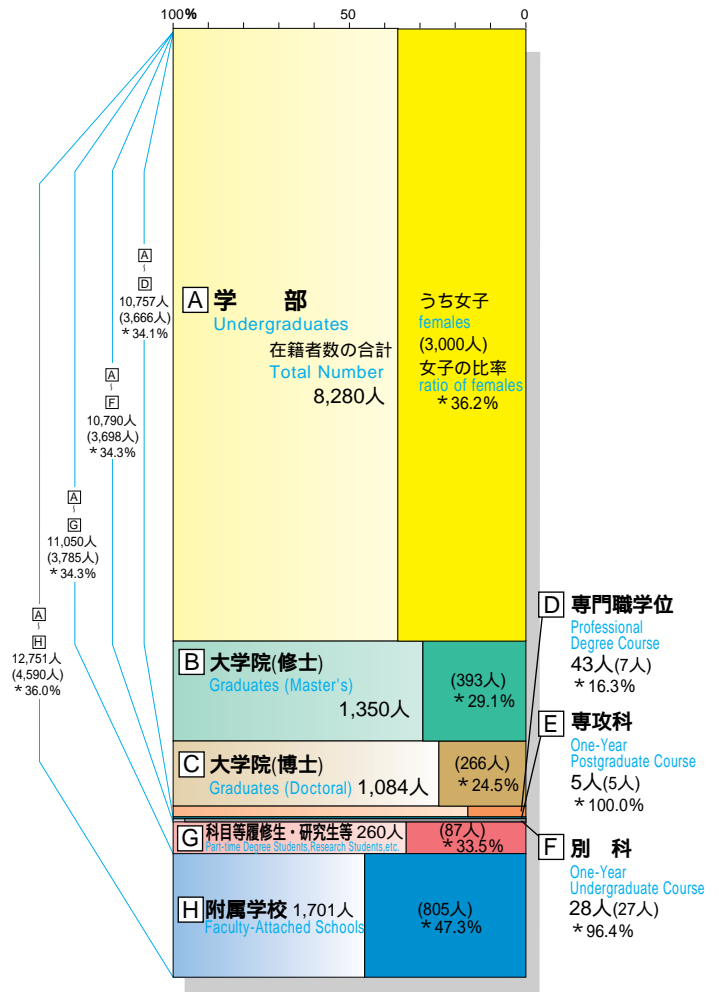 100%
50
0
A
~
D
10,757人
(3,666人)
*34.1%
A
~
F
10,790人
(3,698人)
*34.3%
A
~
G
11,050人
(3,785人)
*34.3%
A
~
H
12,751人
(4,590人)
*36.0%
A 学 部
Undergraduates
在籍者数の合計
Total Number
8,280人
うち女子
females
(3,000人)
女子の比率
ratio of females
*36.2%
B 大学院(修士)
Graduates (Master's)
1,350人
(393人)
*29.1%
C 大学院(博士)
Graduates (Doctoral) 1,084人
(266人)
*24.5%
D 専門職学位
Professional
Degree Course
43人(7人)
*16.3%
E 専攻科
One-Year
Postgraduate Course
5人(5人)
*100.0%
F 別 科
One-Year
Undergraduate Course
28人(27人)
*96.4%
G 科目等履修生・研究生等 260人
Part-time Degree Students,Research Students,etc.
(87人)
*33.5%
H 附属学校 1,701人
Faculty-Attached Schools
(805人)
*47.3%